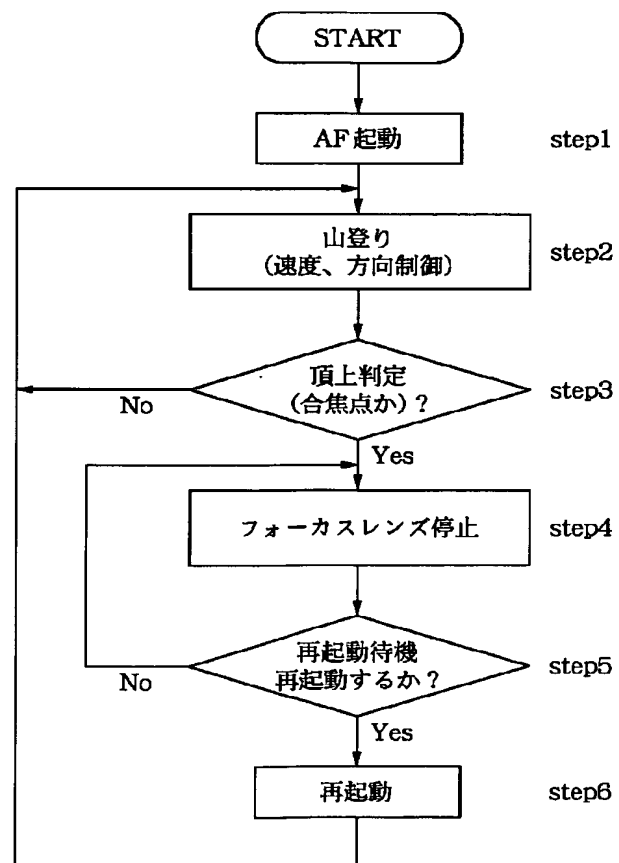 START
AF起動
step1
山登り
(速度、方向制御)
step2
頂上判定
(合焦点か)?
step3
No
Yes
フォーカスレンズ停止
step4
再起動待機
再起動するか?
step5
No
Yes
再起動
step6